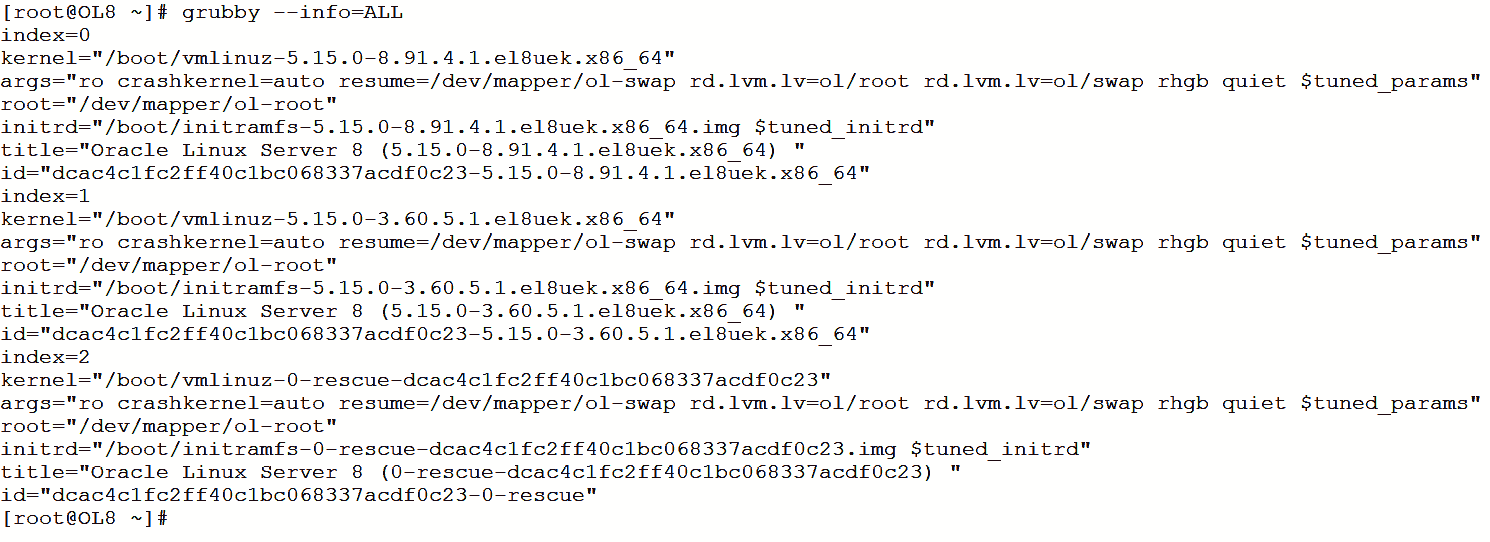 [root@OL8 ~]# grubby --info=ALL
index=0
kernel="/boot/vmlinuz-5.15.0-8.91.4.1.el8uek.x86_64"
args="ro crashkernel=auto resume=/dev/mapper/ol-swap rd.lvm.lv=ol/root rd.lvm.lv=ol/swap rhgb quiet $tuned_params"
root="/dev/mapper/ol-root"
initrd="/boot/initramfs-5.15.0-8.91.4.1.el8uek.x86_64.img $tuned_initrd"
title="Oracle Linux Server 8 (5.15.0-8.91.4.1.el8uek.x86_64) "
id="dcac4c1fc2ff40c1bc068337acdf0c23-5.15.0-8.91.4.1.el8uek.x86_64"
index=1
kernel="/boot/vmlinuz-5.15.0-3.60.5.1.el8uek.x86_64"
args="ro crashkernel=auto resume=/dev/mapper/ol-swap rd.lvm.lv=ol/root rd.lvm.lv=ol/swap rhgb quiet $tuned_params"
root="/dev/mapper/ol-root"
initrd="/boot/initramfs-5.15.0-3.60.5.1.el8uek.x86_64.img $tuned_initrd"
title="Oracle Linux Server 8 (5.15.0-3.60.5.1.el8uek.x86_64) "
id="dcac4c1fc2ff40c1bc068337acdf0c23-5.15.0-3.60.5.1.el8uek.x86_64"
index=2
kernel="/boot/vmlinuz-0-rescue-dcac4c1fc2ff40c1bc068337acdf0c23"
args="ro crashkernel=auto resume=/dev/mapper/ol-swap rd.lvm.lv=ol/root rd.lvm.lv=ol/swap rhgb quiet $tuned_params"
root="/dev/mapper/ol-root"
initrd="/boot/initramfs-0-rescue-dcac4c1fc2ff40c1bc068337acdf0c23.img $tuned_initrd"
title="Oracle Linux Server 8 (0-rescue-dcac4c1fc2ff40c1bc068337acdf0c23) "
id="dcac4c1fc2ff40c1bc068337acdf0c23-0-rescue"
[root@OL8 ~]#